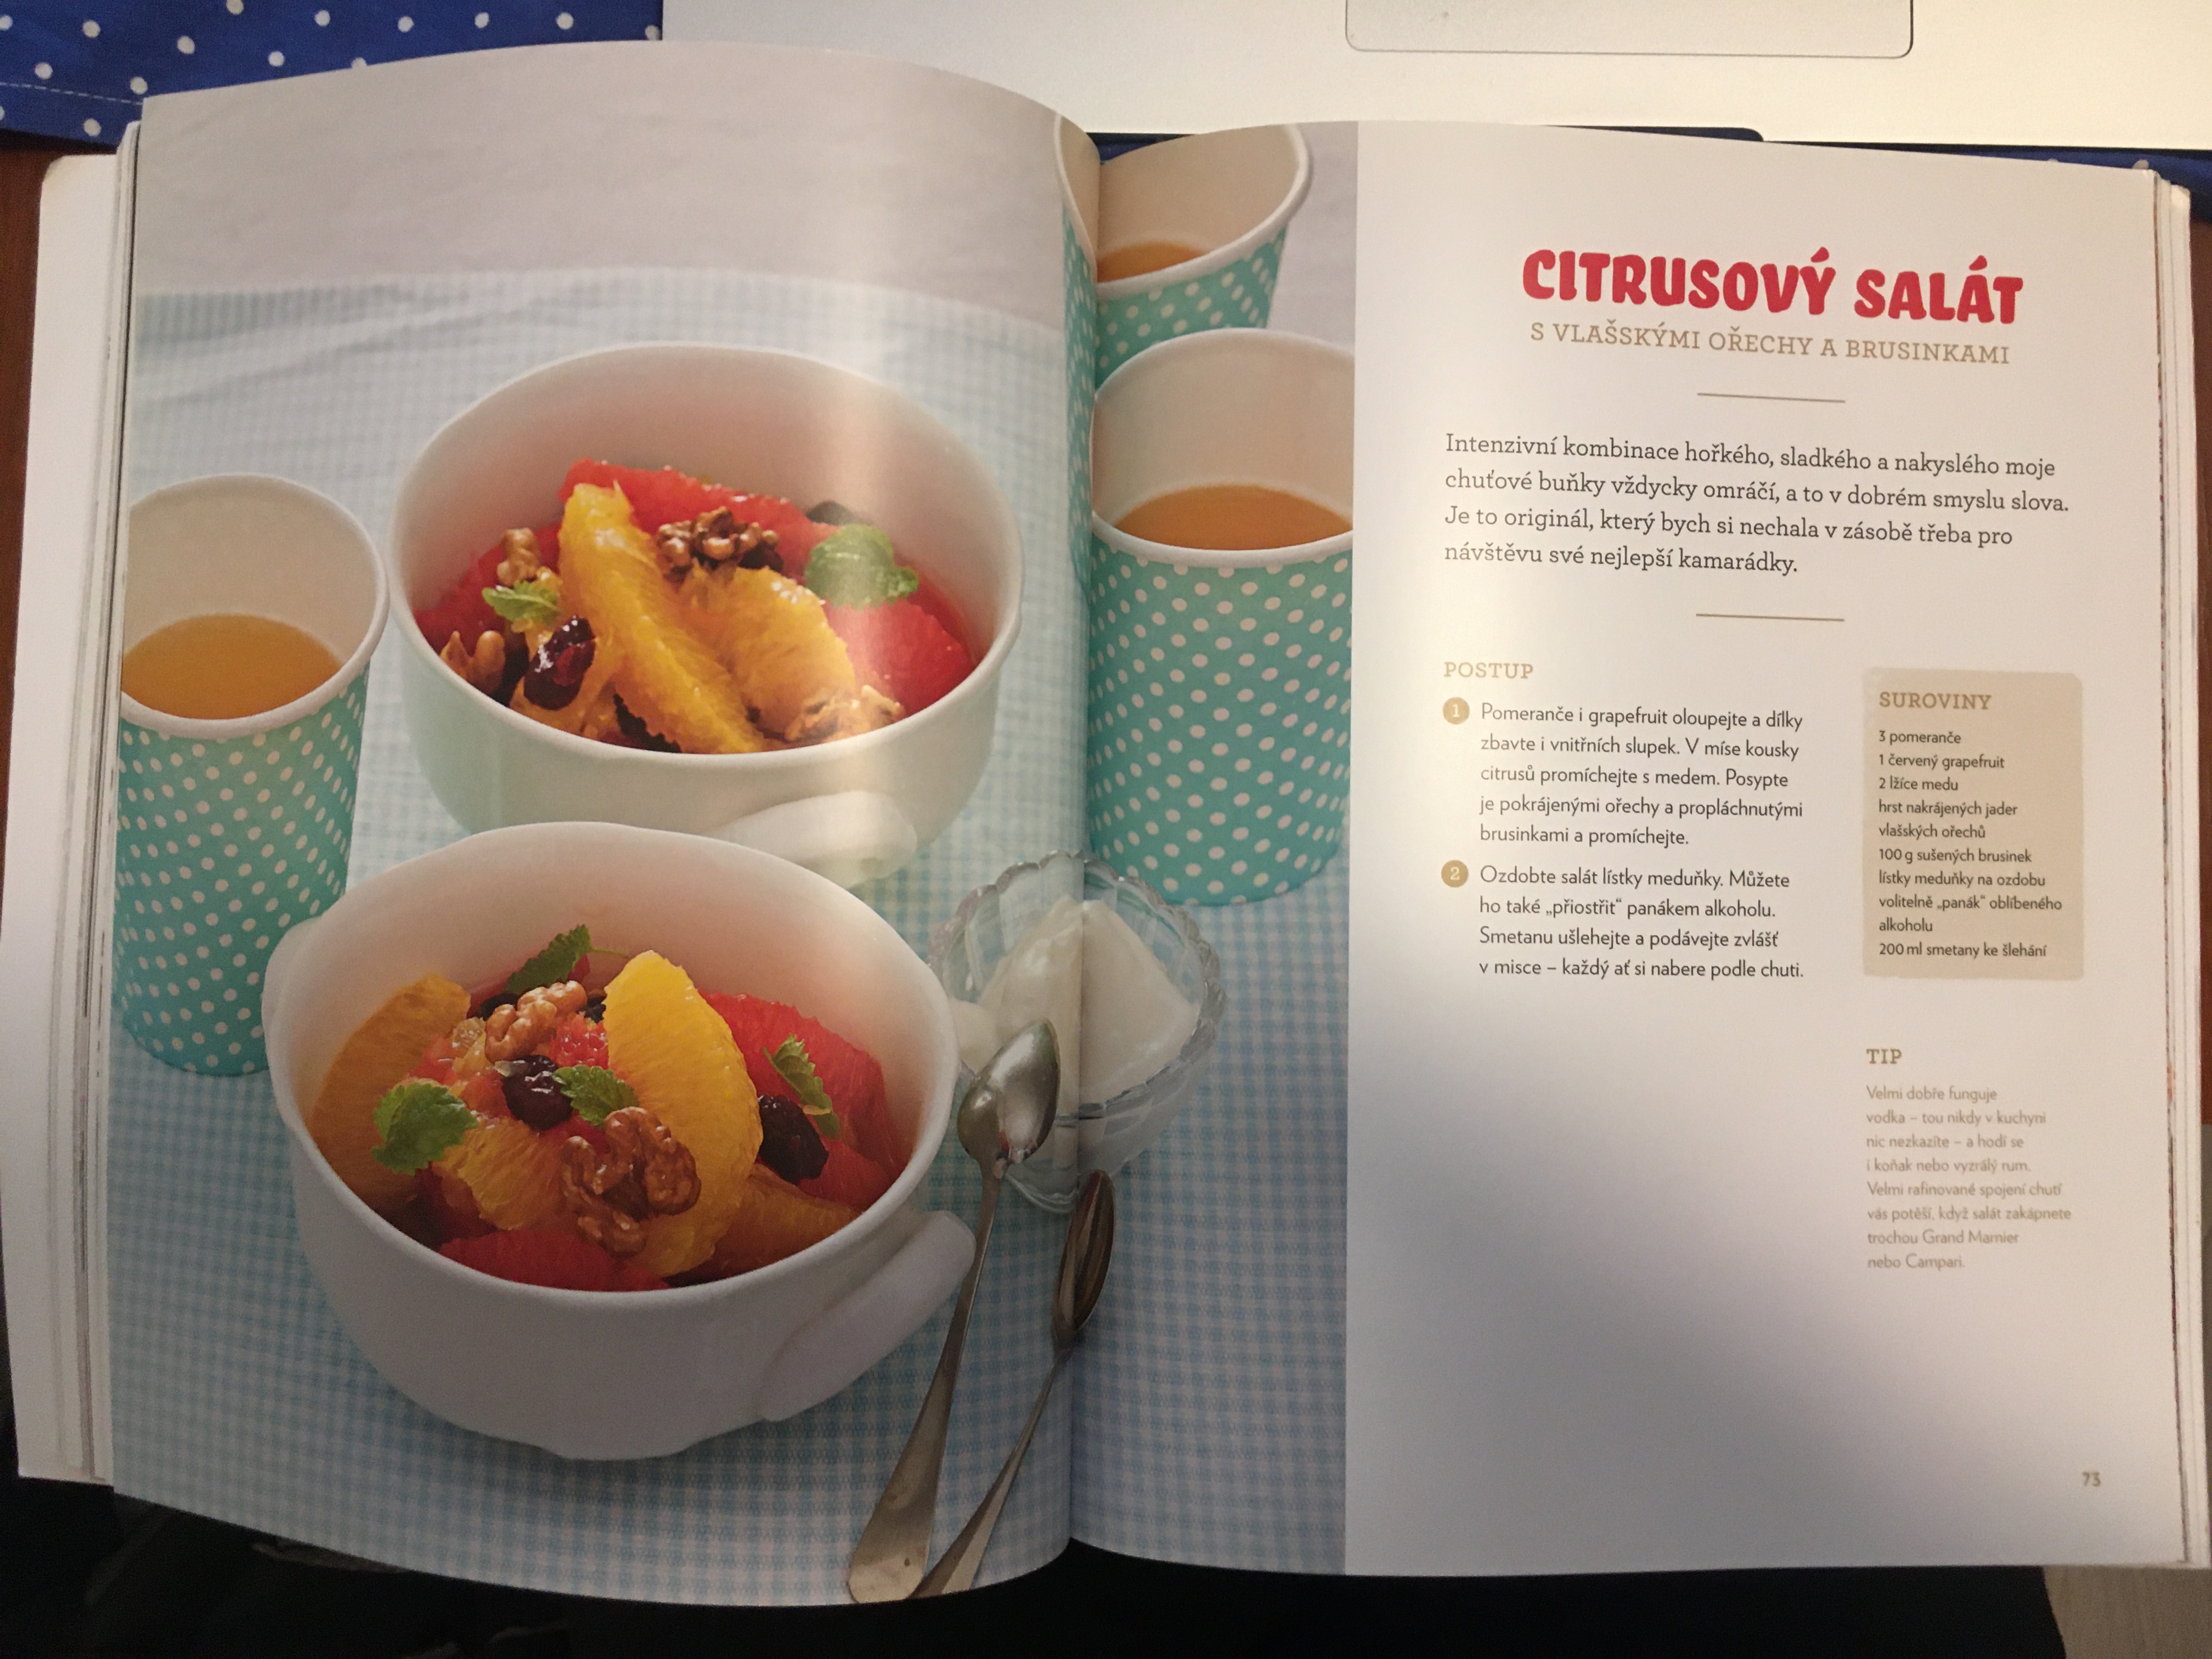 CITRUSOVÝ SALÁT
S VLAŠSKÝMI OŘECHY A BRUSINKAMI
Intenzivní kombinace hořkého, sladkého a nakyslého moje
chuťové buňky vždycky omráčí, a to v dobrém smyslu slova.
Je to originál, který bych si nechala v zásobě třeba pro
návštěvu své nejlepší kamarádky.
POSTUP
1 Pomeranče i grapefruit oloupejte a dílky
zbavte i vnitřních slupek. V míse kousky
citrusů promíchejte s medem. Posypte
je pokrájenými ořechy a propláchnutými
brusinkami a promíchejte.
2 Ozdobte salát lístky meduňky. Můžete
ho také „přiostřit“ panákem alkoholu.
Smetanu ušlehejte a podávejte zvlášť
v misce – každý ať si nabere podle chuti.
SUROVINY
3 pomeranče
1 červený grapefruit
2 lžíce medu
hrst nakrájených jader
vlašských ořechů
100 g sušených brusinek
lístky meduňky na ozdobu
volitelně „panák“ oblíbeného
alkoholu
200 ml smetany ke šlehání
TIP
Velmi dobře funguje
vodka – tou nikdy v kuchyni
nic nezkazíte – a hodí se
i koňak nebo vyzrálý rum.
Velmi rafinované spojení chutí
vás potěší, když salát zakápnete
trochou Grand Marnier
nebo Campari.
73